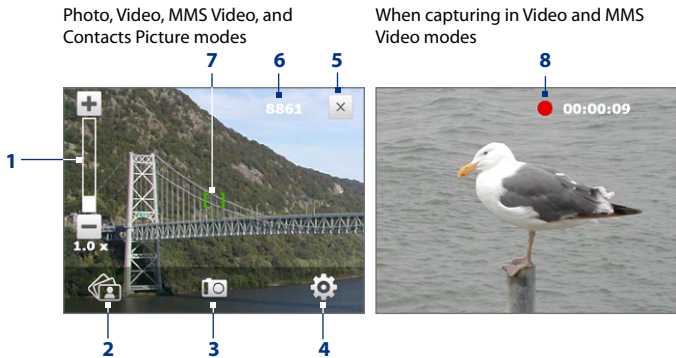 Photo, Video, MMS Video, and
Contacts Picture modes
When capturing in Video and MMS
Video modes
7
6
5
8
8861
00:00:09
1
1.0 x
2
3
4